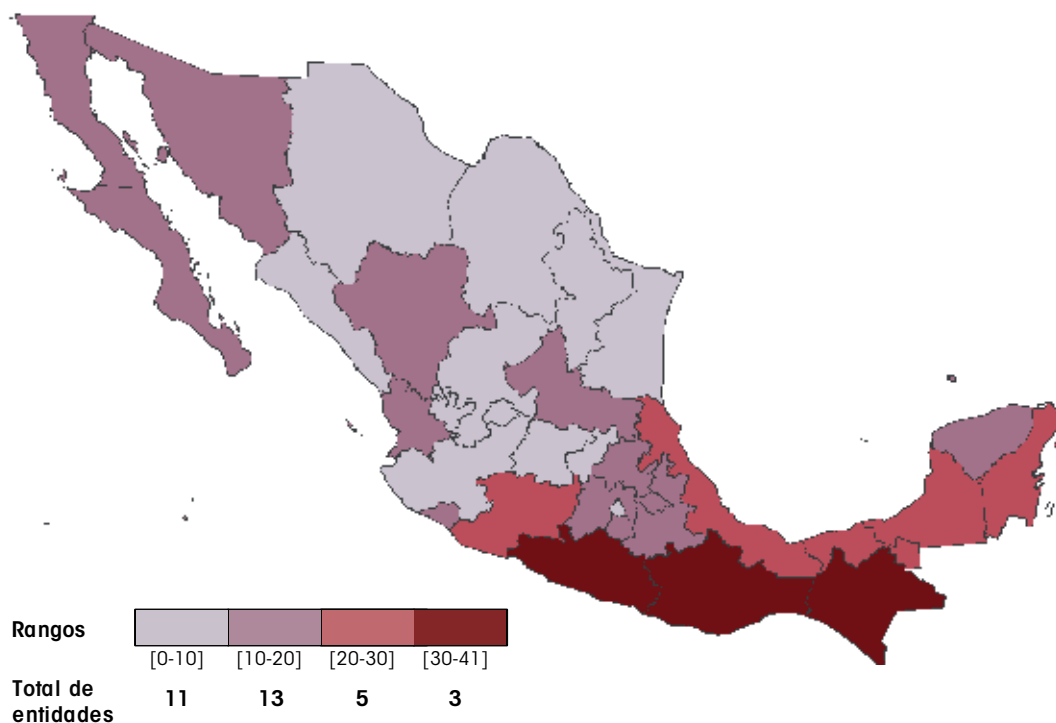 Rangos
[0-10] [10-20] [20-30] [30-41]
Total de
entidades
11 13 5 3